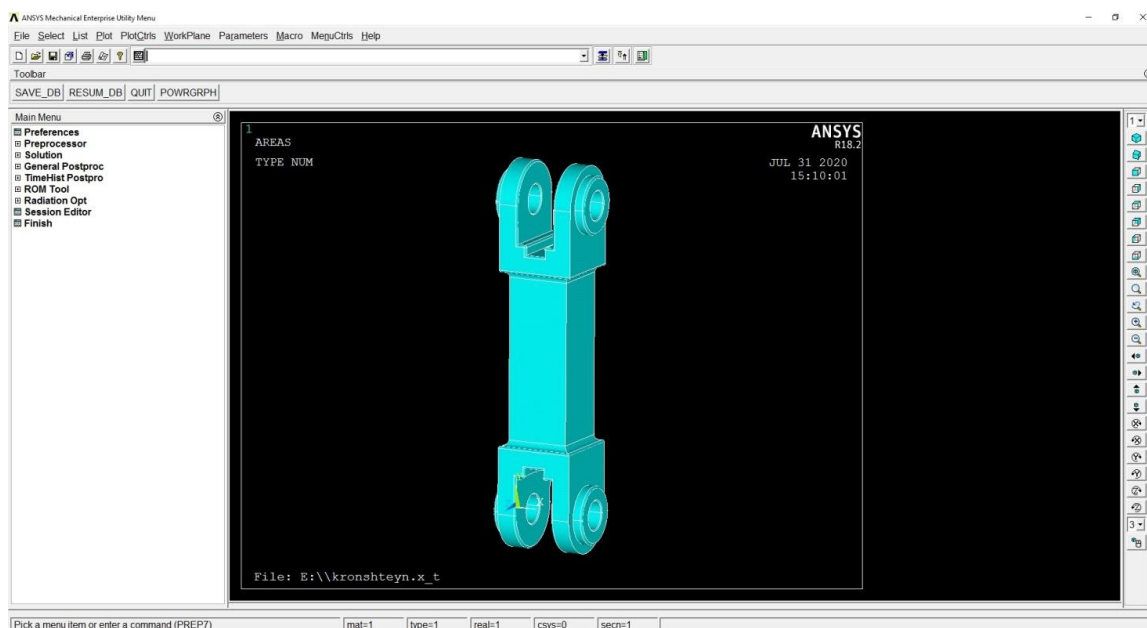 ANSYS Mechanical Enterprise Utility Menu
File Select List Plot PlotCtrls WorkPlane Parameters Macro MenuCtrls Help
Toolbar
SAVE_DB RESUM_DB QUIT POWRGRPH
Main Menu
Preferences
Preprocessor
Solution
General Postproc
TimeHist Postpro
ROM Tool
Radiation Opt
Session Editor
Finish
1
AREAS
TYPE NUM
ANSYS
R18.2
JUL 31 2020
15:10:01
X
File: E:\\kronshteyn.x_t
1
3
Pick a menu item or enter a command (PREP7)
mat=1 type=1 real=1 csys=0 secn=1